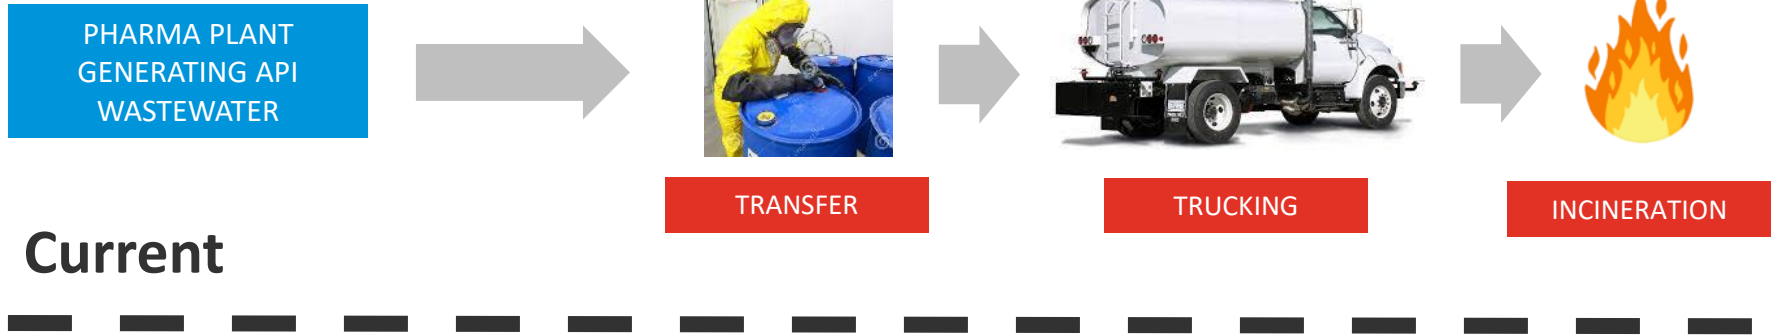 PHARMA PLANT
GENERATING API
WASTEWATER
TRANSFER
TRUCKING
INCINERATION
Current